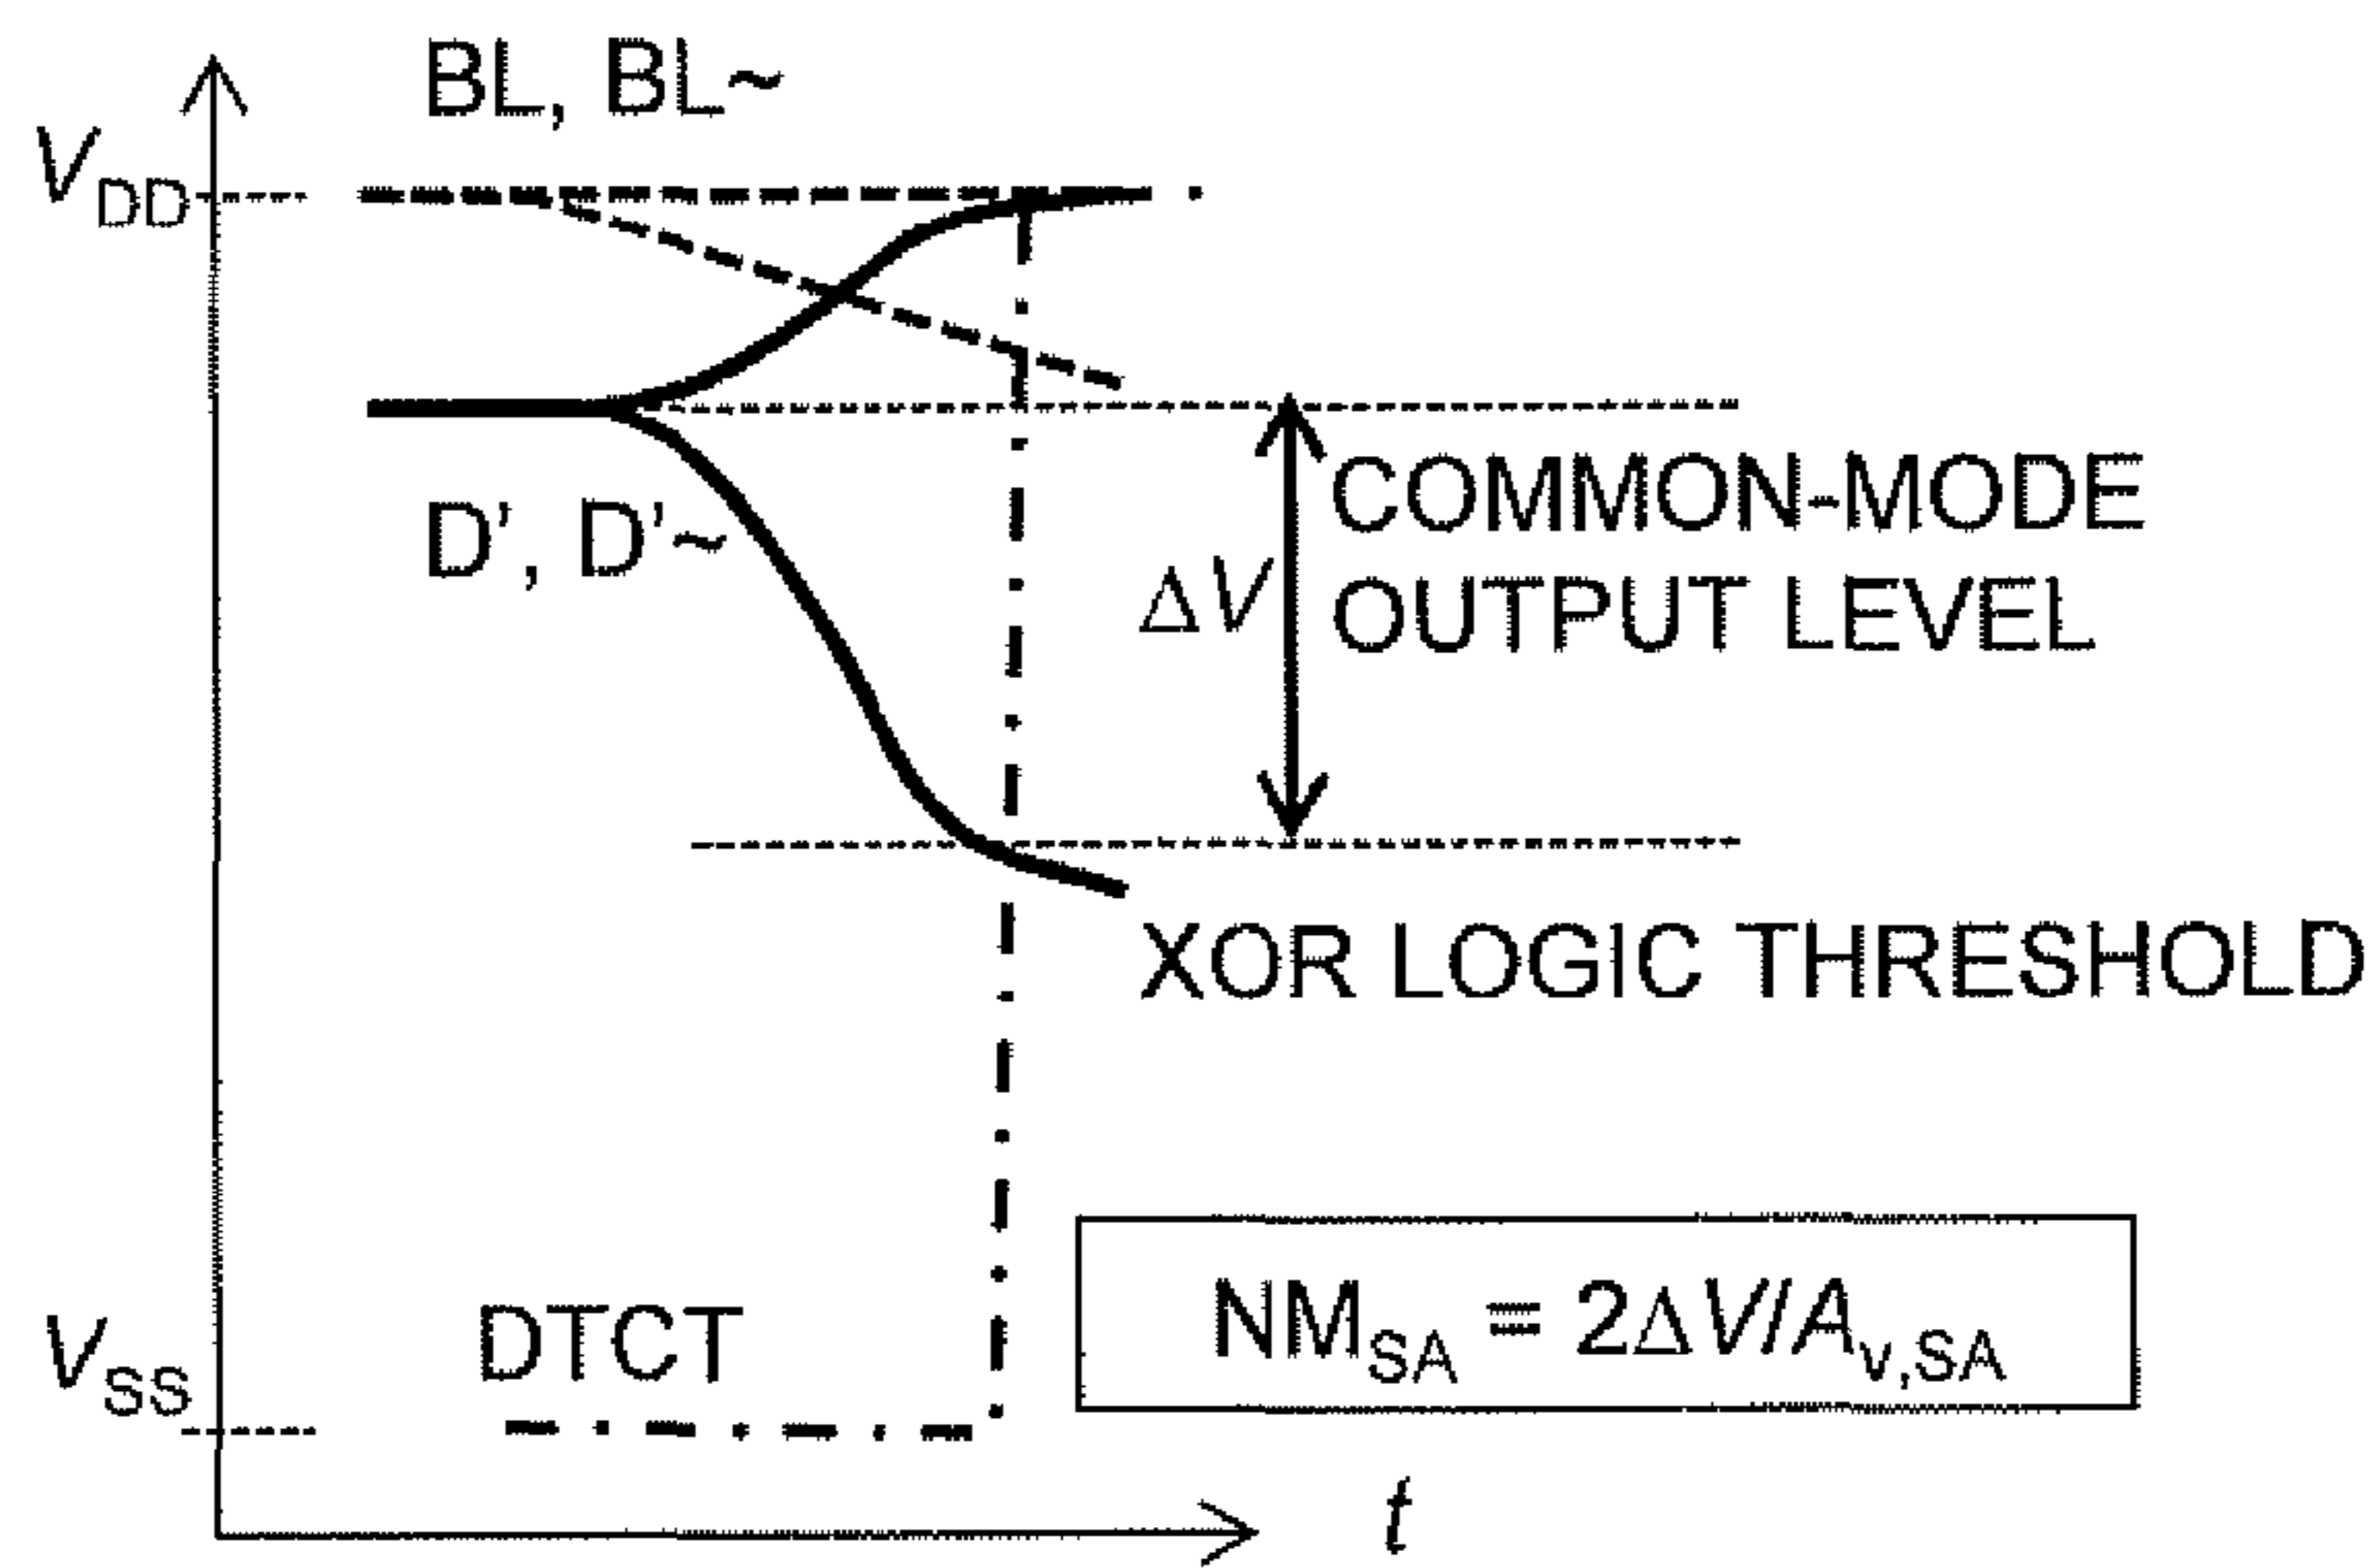 BL, BL~
V_DD
D', D'~
COMMON-MODE
ΔV OUTPUT LEVEL
XOR LOGIC THRESHOLD
DTCT
NM_SA = 2ΔV/A_v,SA
V_SS
t